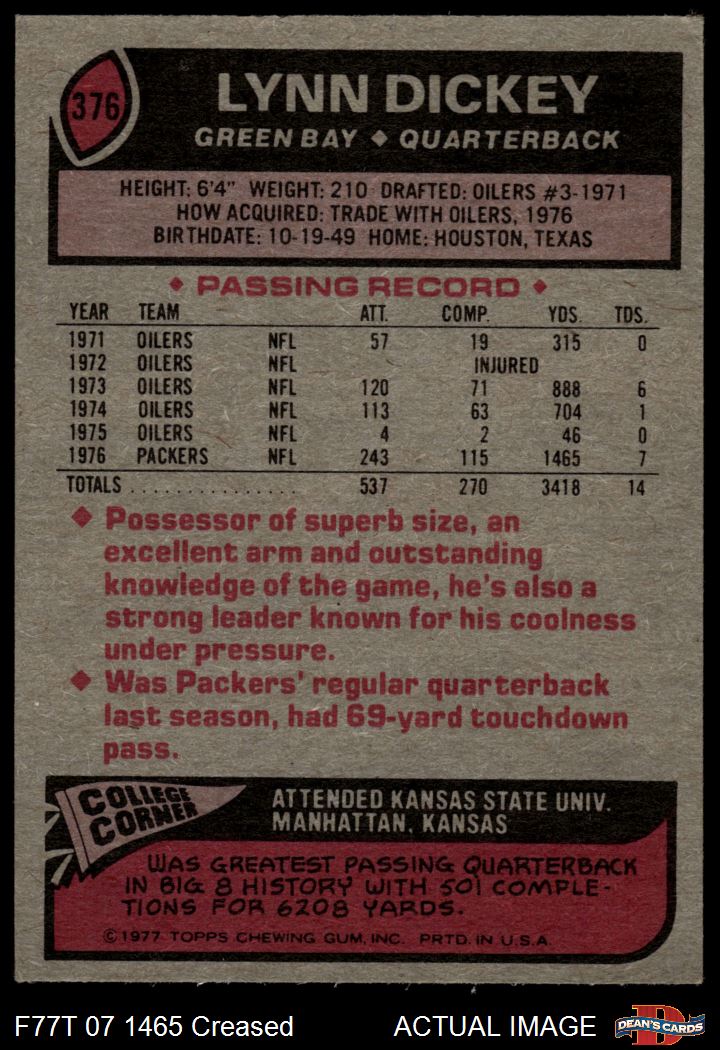 376
LYNN DICKEY
GREEN BAY ◆ QUARTERBACK
HEIGHT: 6'4" WEIGHT: 210 DRAFTED: OILERS #3-1971
HOW ACQUIRED: TRADE WITH OILERS, 1976
BIRTHDATE: 10-19-49 HOME: HOUSTON, TEXAS
◆ PASSING RECORD ◆
YEAR TEAM ATT. COMP. YDS. TDS.
1971 OILERS NFL 57 19 315 0
1972 OILERS NFL INJURED
1973 OILERS NFL 120 71 888 6
1974 OILERS NFL 113 63 704 1
1975 OILERS NFL 4 2 46 0
1976 PACKERS NFL 243 115 1465 7
TOTALS ................ 537 270 3418 14
◆ Possessor of superb size, an
excellent arm and outstanding
knowledge of the game, he's also a
strong leader known for his coolness
under pressure.
◆ Was Packers' regular quarterback
last season, had 69-yard touchdown
pass.
COLLEGE
CORNER
ATTENDED KANSAS STATE UNIV.
MANHATTAN, KANSAS
WAS GREATEST PASSING QUARTERBACK
IN BIG 8 HISTORY WITH 501 COMPLE-
TIONS FOR 6208 YARDS.
©1977 TOPPS CHEWING GUM, INC. PRTD. IN U.S.A.
F77T 07 1465 Creased ACTUAL IMAGE
DEAN'S CARDS